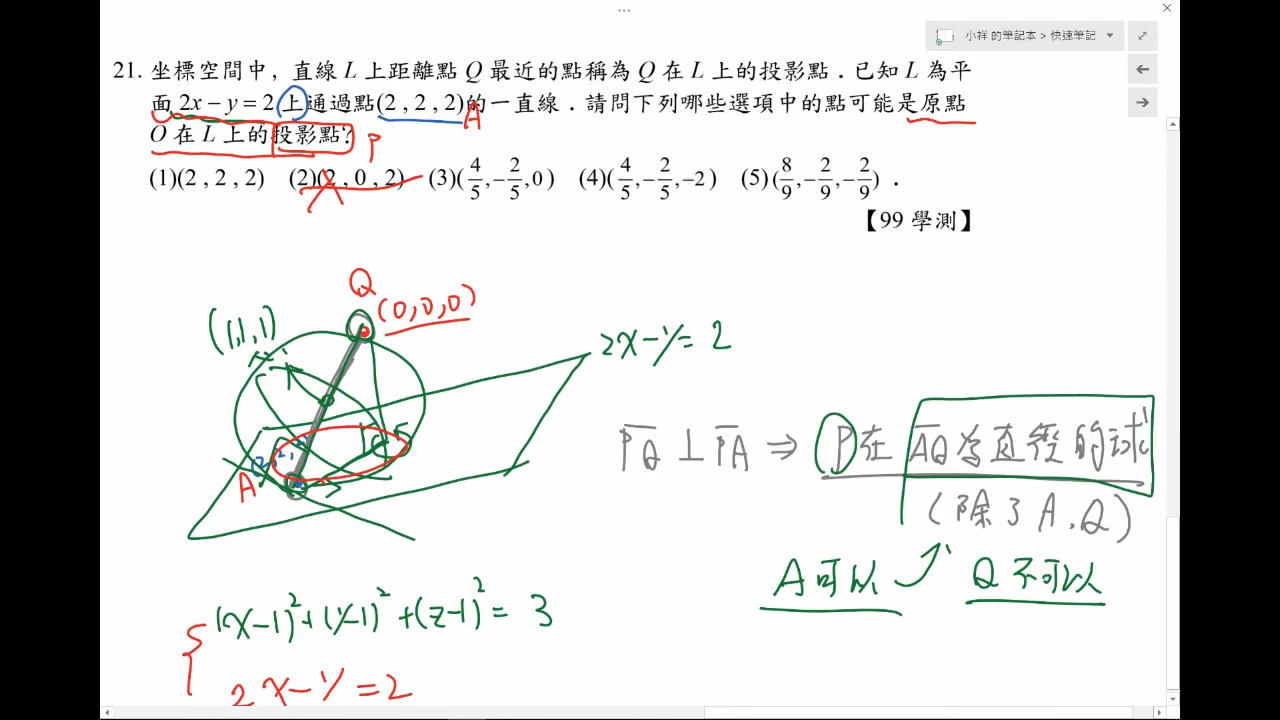 小祥 的筆記本 > 快速筆記
21. 坐標空間中，直線 L 上距離點 Q 最近的點稱為 Q 在 L 上的投影點．已知 L 為平
面 2x－y＝2 上通過點(2 , 2 , 2)的一直線．請問下列哪些選項中的點可能是原點
A
O 在 L 上的投影點？
P
(1)(2 , 2 , 2) (2)(2 , 0 , 2) (3)(4/5,－2/5,0) (4)(4/5,－2/5,－2) (5)(8/9,－2/9,－2/9)．
【99 學測】
Q
(0,0,0)
(1,1,1)
2x－y＝2
PQ⊥PA ⇒ P在 AQ為直徑的球
A
(除了A、Q)
A可以 Q不可以
(x－1)²＋(y－1)²＋(z－1)²＝3
2x－y＝2